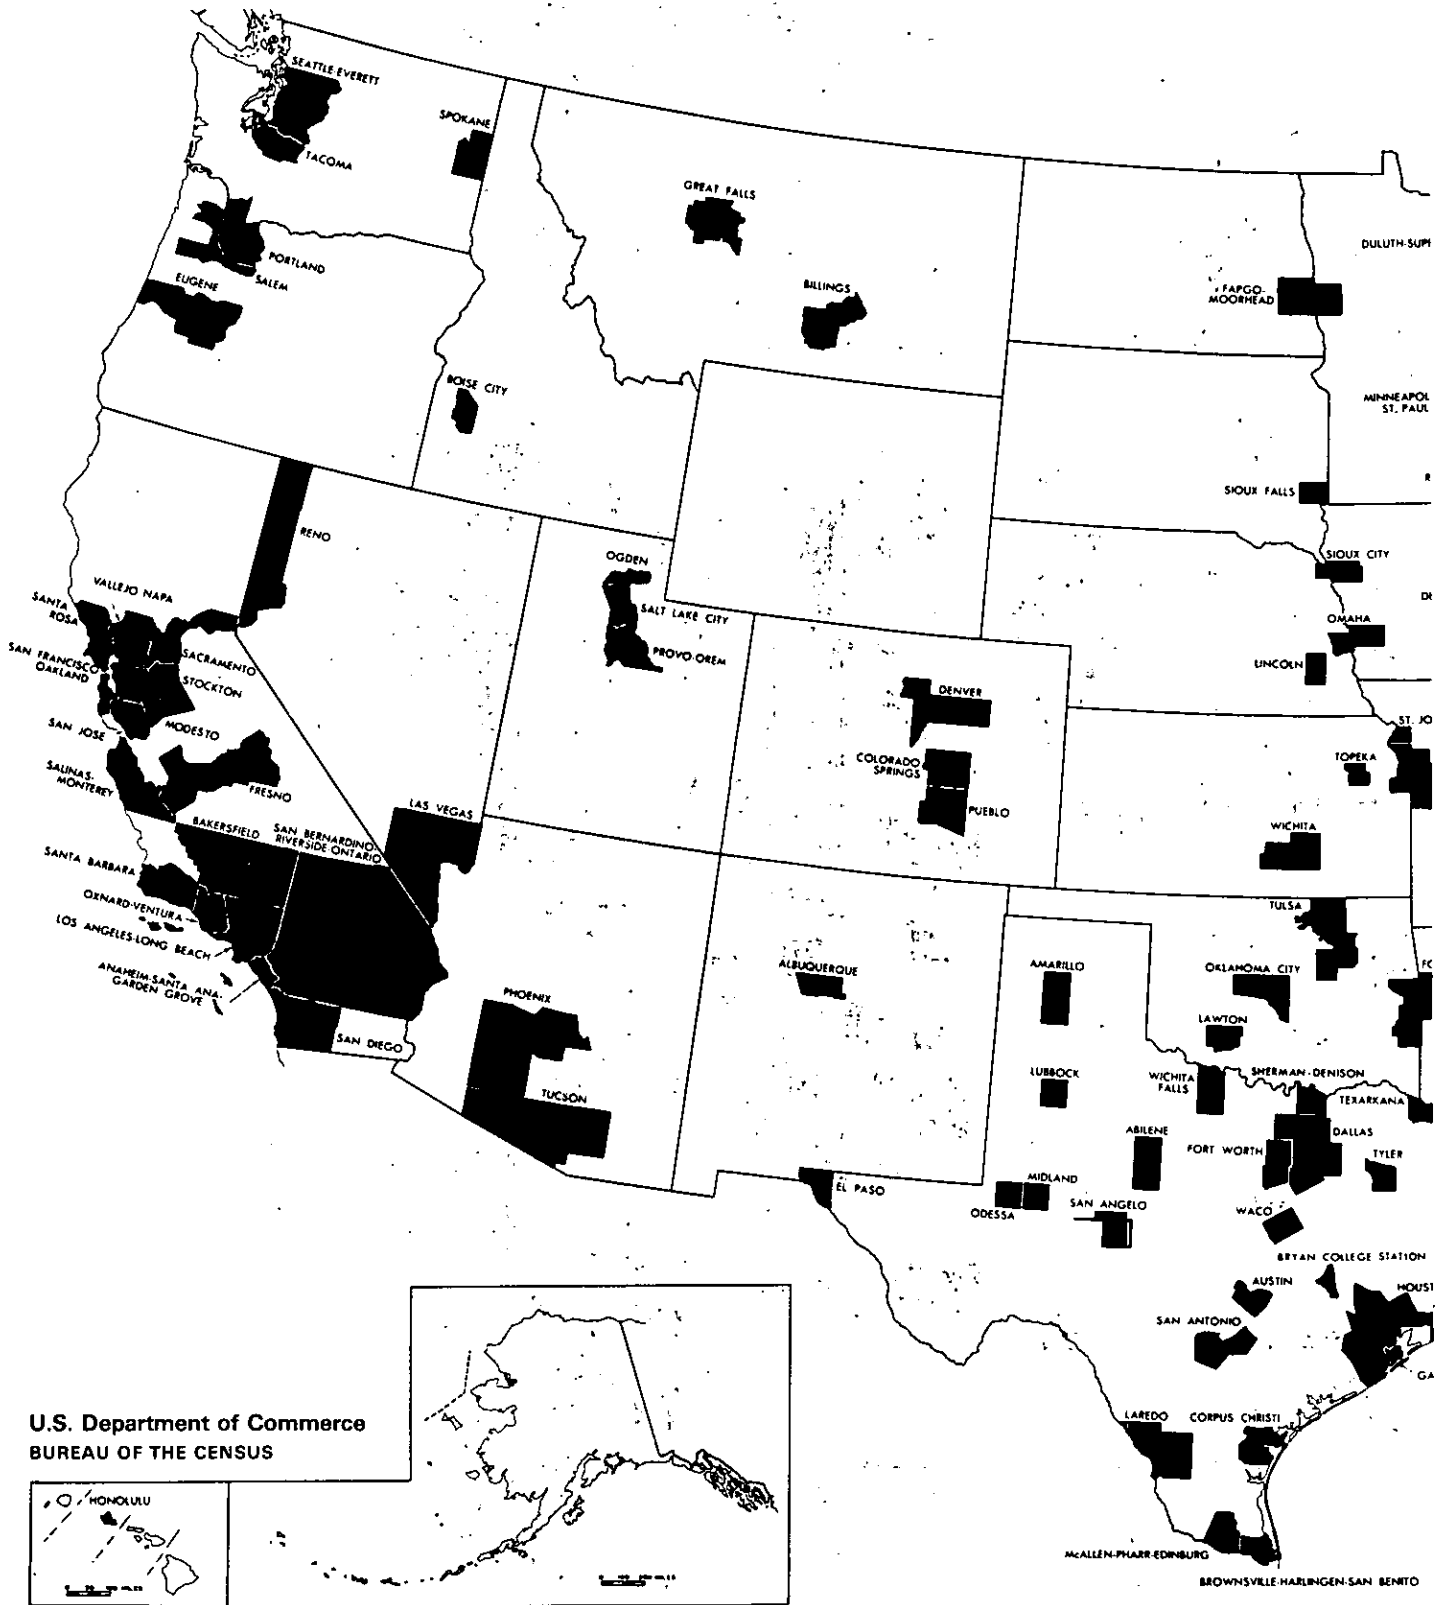 SEATTLE-EVERETT
SPOKANE
TACOMA
GREAT FALLS
PORTLAND
SALEM
EUGENE
BILLINGS
DULUTH-SUP
FARGO-
MOORHEAD
BOISE CITY
MINNEAPOL
ST. PAUL
SIOUX FALLS
R
RENO
OGDEN
SIOUX CITY
VALLEJO NAPA
SANTA
ROSA
SALT LAKE CITY
DE
OMAHA
SAN FRANCISCO
OAKLAND
SACRAMENTO
PROVO-OREM
LINCOLN
STOCKTON
DENVER
SAN JOSE
MODESTO
ST. JO
COLORADO
SPRINGS
TOPEKA
SALINAS-
MONTEREY
FRESNO
LAS VEGAS
PUEBLO
BAKERSFIELD
SAN BERNARDINO-
RIVERSIDE-ONTARIO
WICHITA
SANTA BARBARA
OXNARD-VENTURA
TULSA
LOS ANGELES-LONG BEACH
ANAHEIM-SANTA ANA-
GARDEN GROVE
ALBUQUERQUE
AMARILLO
OKLAHOMA CITY
FO
PHOENIX
LAWTON
SAN DIEGO
LUBBOCK
WICHITA
FALLS
SHERMAN-DENISON
TUCSON
TEXARKANA
ABILENE
DALLAS
FORT WORTH
TYLER
EL PASO
MIDLAND
ODESSA
SAN ANGELO
WACO
BRYAN COLLEGE STATION
AUSTIN
HOUST
SAN ANTONIO
GA
U.S. Department of Commerce
BUREAU OF THE CENSUS
LAREDO
CORPUS CHRISTI
HONOLULU
McALLEN-PHARR-EDINBURG
BROWNSVILLE-HARLINGEN-SAN BENITO